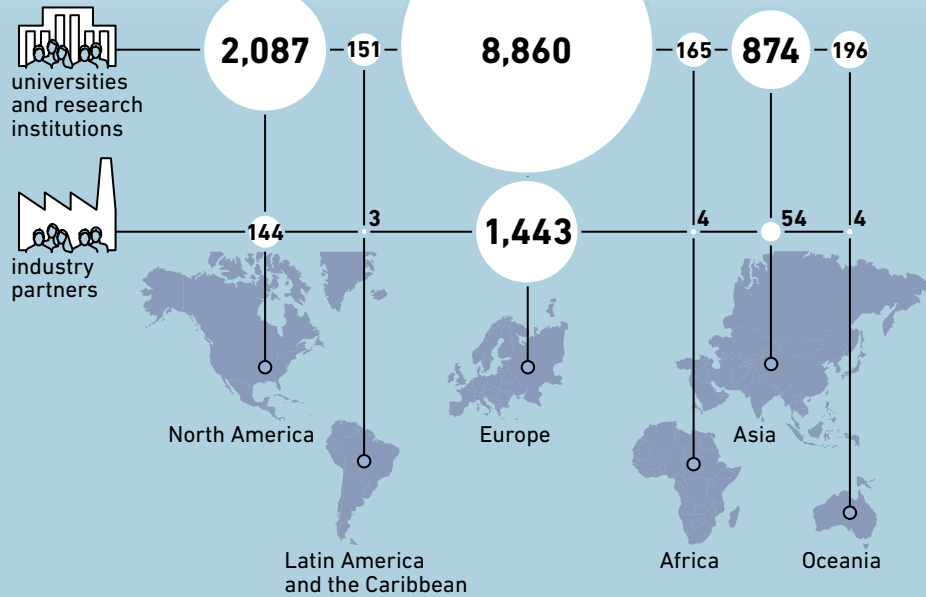 universities
and research
institutions
2,087
151
8,860
165
874
196
industry
partners
144
3
1,443
4
54
4
North America
Europe
Asia
Latin America
and the Caribbean
Africa
Oceania